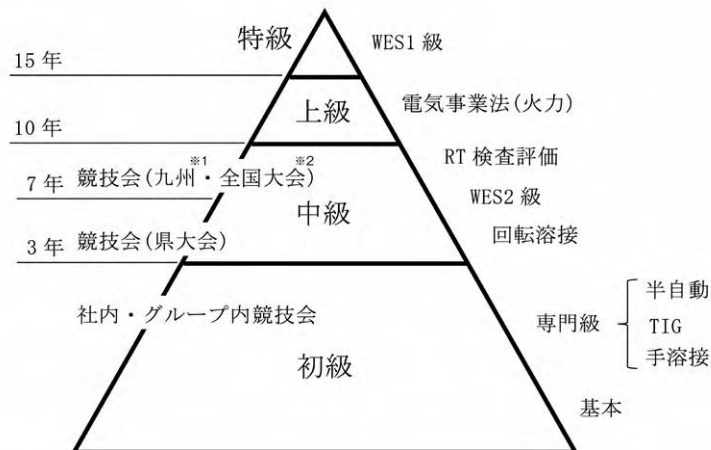 特級
WES1 級
15 年
上級
電気事業法(火力)
10 年
RT 検査評価
※1 ※2
7 年 競技会(九州・全国大会)
WES2 級
中級
回転溶接
3 年 競技会(県大会)
社内・グループ内競技会
専門級
半自動
TIG
手溶接
初級
基本